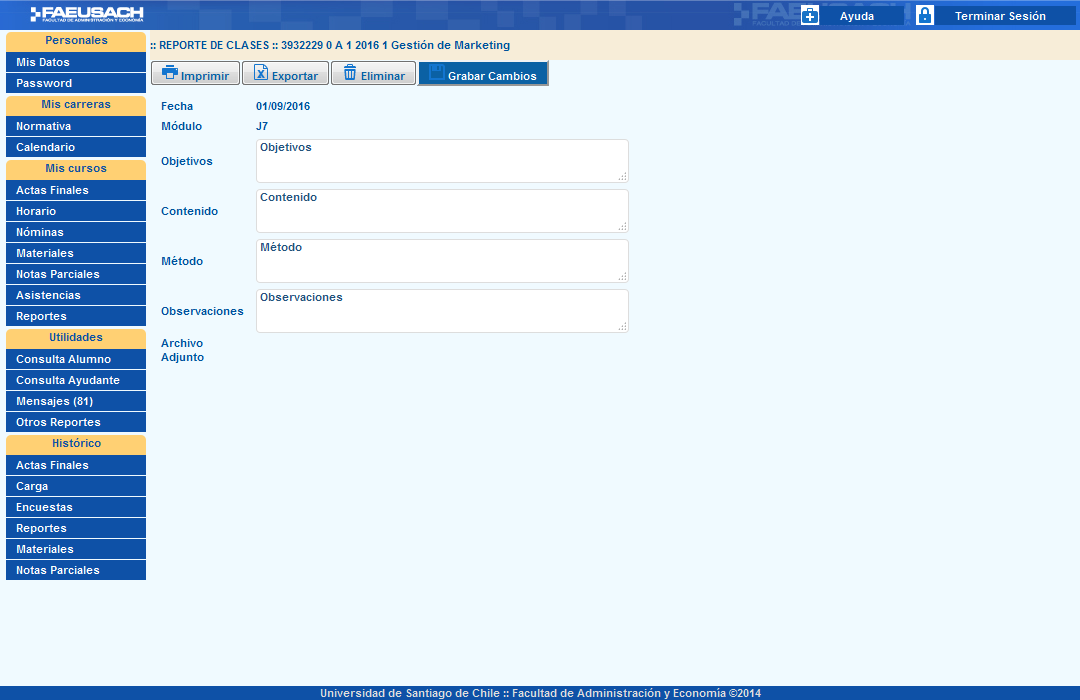 FAEUSACH
FACULTAD DE ADMINISTRACIÓN Y ECONOMÍA
Ayuda
Terminar Sesión
Personales
Mis Datos
Password
Mis carreras
Normativa
Calendario
Mis cursos
Actas Finales
Horario
Nóminas
Materiales
Notas Parciales
Asistencias
Reportes
Utilidades
Consulta Alumno
Consulta Ayudante
Mensajes (81)
Otros Reportes
Histórico
Actas Finales
Carga
Encuestas
Reportes
Materiales
Notas Parciales
:: REPORTE DE CLASES :: 3932229 0 A 1 2016 1 Gestión de Marketing
Imprimir
Exportar
Eliminar
Grabar Cambios
Fecha 01/09/2016
Módulo J7
Objetivos Objetivos
Contenido Contenido
Método Método
Observaciones Observaciones
Archivo
Adjunto
Universidad de Santiago de Chile :: Facultad de Administración y Economía ©2014